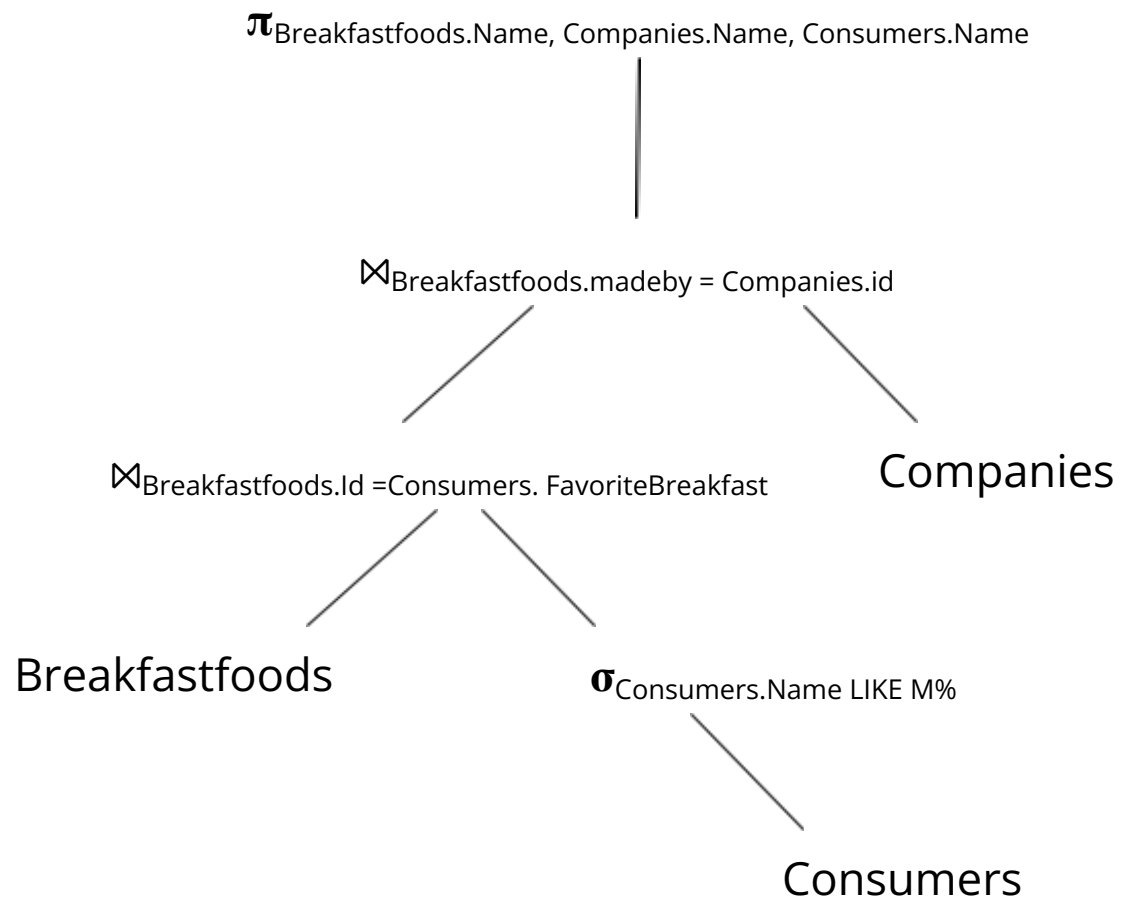 πBreakfastfoods.Name, Companies.Name, Consumers.Name
⋈Breakfastfoods.madeby = Companies.id
⋈Breakfastfoods.Id =Consumers. FavoriteBreakfast
Companies
Breakfastfoods
σConsumers.Name LIKE M%
Consumers